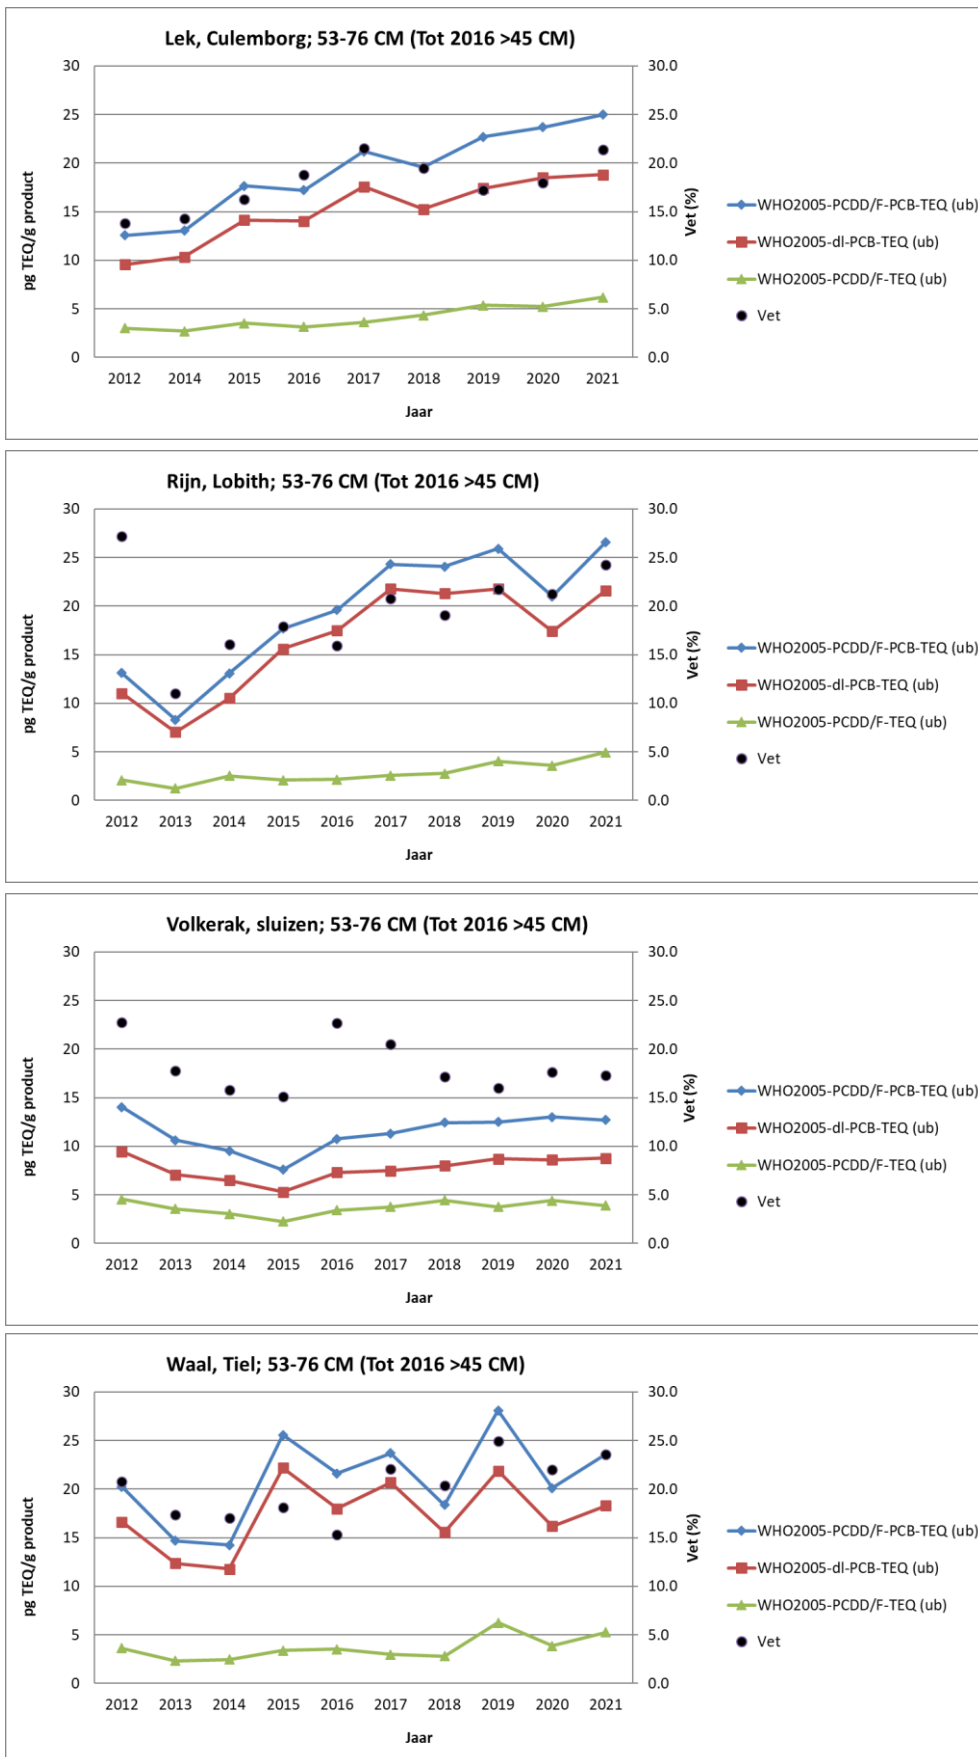 Lek, Culemborg; 53-76 CM (Tot 2016 >45 CM)
30 30.0
25 25.0
20 20.0
15 15.0
10 10.0
5 5.0
0 0.0
pg TEQ/g product
Vet (%)
2012 2014 2015 2016 2017 2018 2019 2020 2021
Jaar
WHO2005-PCDD/F-PCB-TEQ (ub)
WHO2005-dl-PCB-TEQ (ub)
WHO2005-PCDD/F-TEQ (ub)
Vet
Rijn, Lobith; 53-76 CM (Tot 2016 >45 CM)
30 30.0
25 25.0
20 20.0
15 15.0
10 10.0
5 5.0
0 0.0
pg TEQ/g product
Vet (%)
2012 2013 2014 2015 2016 2017 2018 2019 2020 2021
Jaar
WHO2005-PCDD/F-PCB-TEQ (ub)
WHO2005-dl-PCB-TEQ (ub)
WHO2005-PCDD/F-TEQ (ub)
Vet
Volkerak, sluizen; 53-76 CM (Tot 2016 >45 CM)
30 30.0
25 25.0
20 20.0
15 15.0
10 10.0
5 5.0
0 0.0
pg TEQ/g product
Vet (%)
2012 2013 2014 2015 2016 2017 2018 2019 2020 2021
Jaar
WHO2005-PCDD/F-PCB-TEQ (ub)
WHO2005-dl-PCB-TEQ (ub)
WHO2005-PCDD/F-TEQ (ub)
Vet
Waal, Tiel; 53-76 CM (Tot 2016 >45 CM)
30 30.0
25 25.0
20 20.0
15 15.0
10 10.0
5 5.0
0 0.0
pg TEQ/g product
Vet (%)
2012 2013 2014 2015 2016 2017 2018 2019 2020 2021
Jaar
WHO2005-PCDD/F-PCB-TEQ (ub)
WHO2005-dl-PCB-TEQ (ub)
WHO2005-PCDD/F-TEQ (ub)
Vet